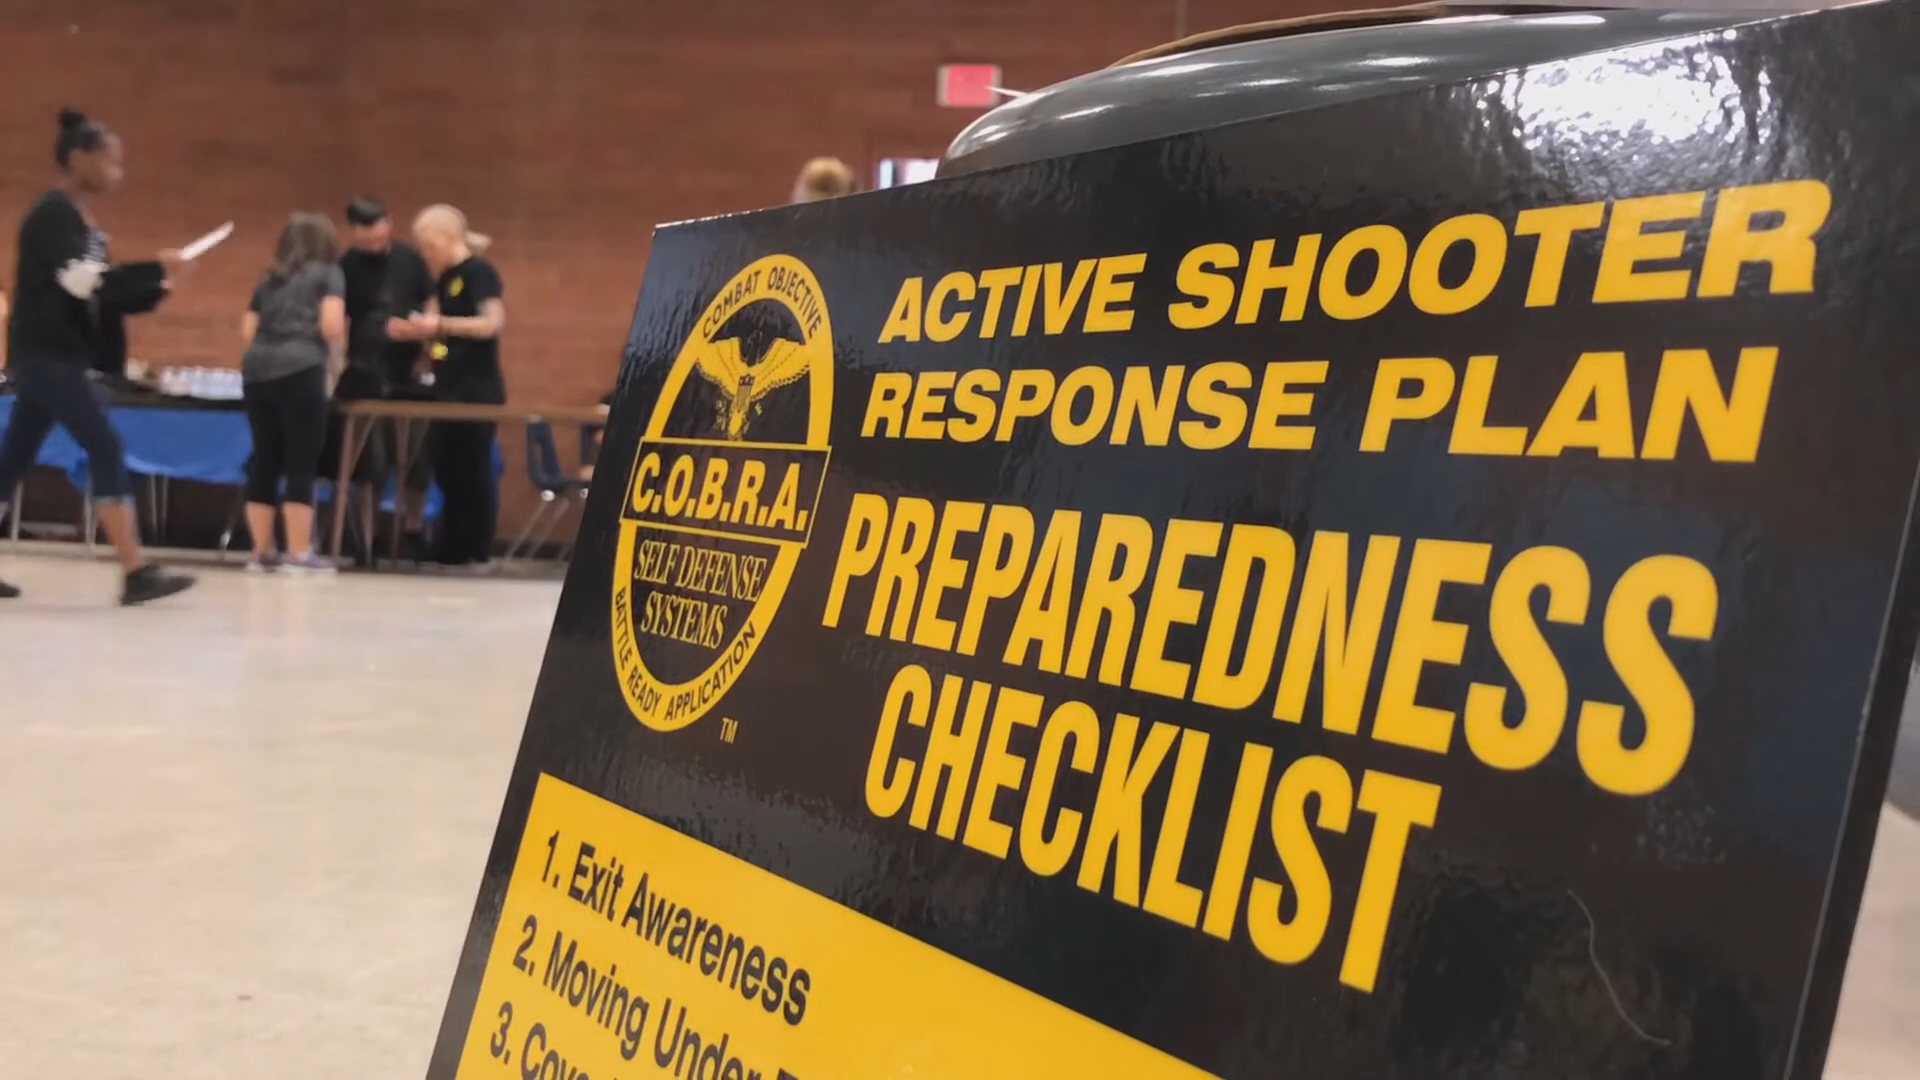 ACTIVE SHOOTER
RESPONSE PLAN
PREPAREDNESS
CHECKLIST
COMBAT OBJECTIVE
C.O.B.R.A.
SELF DEFENSE
SYSTEMS
BATTLE READY APPLICATION
TM
1. Exit Awareness
2. Moving Under
3.